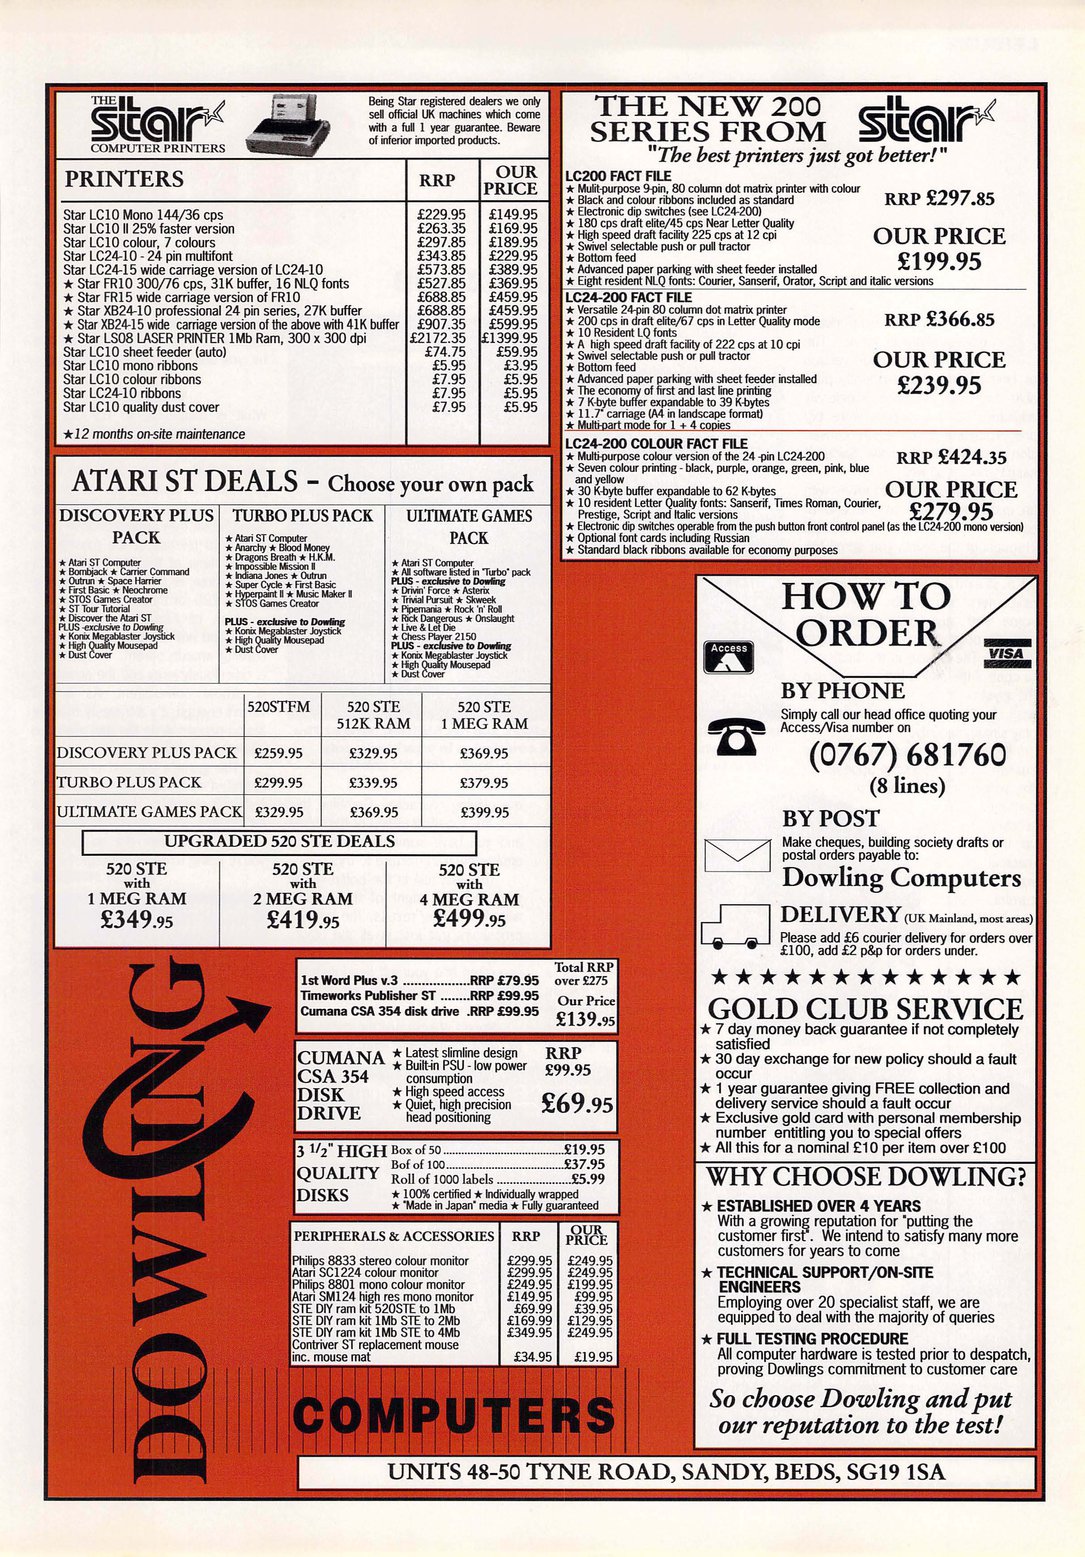 THE
star
COMPUTER PRINTERS
Being Star registered dealers we only
sell official UK machines which come
with a full 1 year guarantee. Beware
of inferior imported products.
PRINTERS RRP OUR PRICE
Star LC10 Mono 144/36 cps £229.95 £149.95
Star LC10 II 25% faster version £263.35 £169.95
Star LC10 colour, 7 colours £297.85 £189.95
Star LC24-10 - 24 pin multifont £343.85 £229.95
Star LC24-15 wide carriage version of LC24-10 £573.85 £389.95
★ Star FR10 300/76 cps, 31K buffer, 16 NLQ fonts £527.85 £369.95
★ Star FR15 wide carriage version of FR10 £688.85 £459.95
★ Star XB24-10 professional 24 pin series, 27K buffer £688.85 £459.95
★ Star XB24-15 wide carriage version of the above with 41K buffer £907.35 £599.95
★ Star LS08 LASER PRINTER 1Mb Ram, 300 x 300 dpi £2172.35 £1399.95
Star LC10 sheet feeder (auto) £74.75 £59.95
Star LC10 mono ribbons £5.95 £3.95
Star LC10 colour ribbons £7.95 £5.95
Star LC24-10 ribbons £7.95 £5.95
Star LC10 quality dust cover £7.95 £5.95
★12 months on-site maintenance
THE NEW 200
SERIES FROM star
"The best printers just got better!"
LC200 FACT FILE
★ Mulit-purpose 9-pin, 80 column dot matrix printer with colour
★ Black and colour ribbons included as standard
★ Electronic dip switches (see LC24-200)
★ 180 cps draft elite/45 cps Near Letter Quality
★ High speed draft facility 225 cps at 12 cpi
★ Swivel selectable push or pull tractor
★ Bottom feed
★ Advanced paper parking with sheet feeder installed
★ Eight resident NLQ fonts: Courier, Sanserif, Orator, Script and italic versions
RRP £297.85
OUR PRICE
£199.95
LC24-200 FACT FILE
★ Versatile 24-pin 80 column dot matrix printer
★ 200 cps in draft elite/67 cps in Letter Quality mode
★ 10 Resident LQ fonts
★ A high speed draft facility of 222 cps at 10 cpi
★ Swivel selectable push or pull tractor
★ Bottom feed
★ Advanced paper parking with sheet feeder installed
★ The economy of first and last line printing
★ 7 K-byte buffer expandable to 39 K-bytes
★ 11.7" carriage (A4 in landscape format)
★ Multi-part mode for 1 + 4 copies
RRP £366.85
OUR PRICE
£239.95
LC24-200 COLOUR FACT FILE
★ Multi-purpose colour version of the 24 -pin LC24-200
★ Seven colour printing - black, purple, orange, green, pink, blue
and yellow
★ 30 K-byte buffer expandable to 62 K-bytes
★ 10 resident Letter Quality fonts: Sanserif, Times Roman, Courier,
Prestige, Script and Italic versions
★ Electronic dip switches operable from the push button front control panel (as the LC24-200 mono version)
★ Optional font cards including Russian
★ Standard black ribbons available for economy purposes
RRP £424.35
OUR PRICE
£279.95
ATARI ST DEALS - Choose your own pack
DISCOVERY PLUS
PACK
★ Atari ST Computer
★ Bombjack ★ Carrier Command
★ Outrun ★ Space Harrier
★ First Basic ★ Neochrome
★ STOS Games Creator
★ ST Tour Tutorial
★ Discover the Atari ST
PLUS -exclusive to Dowling
★ Konix Megablaster Joystick
★ High Quality Mousepad
★ Dust Cover
TURBO PLUS PACK
★ Atari ST Computer
★ Anarchy ★ Blood Money
★ Dragons Breath ★ H.K.M.
★ Impossible Mission II
★ Indiana Jones ★ Outrun
★ Super Cycle ★ First Basic
★ Hyperpaint II ★ Music Maker II
★ STOS Games Creator
PLUS - exclusive to Dowling
★ Konix Megablaster Joystick
★ High Quality Mousepad
★ Dust Cover
ULTIMATE GAMES
PACK
★ Atari ST Computer
★ All software listed in "Turbo" pack
PLUS - exclusive to Dowling
★ Drivin' Force ★ Asterix
★ Trivial Pursuit ★ Skweek
★ Pipemania ★ Rock 'n' Roll
★ Rick Dangerous ★ Onslaught
★ Live & Let Die
★ Chess Player 2150
PLUS - exclusive to Dowling
★ Konix Megablaster Joystick
★ High Quality Mousepad
★ Dust Cover
520STFM 520 STE 512K RAM 520 STE 1 MEG RAM
DISCOVERY PLUS PACK £259.95 £329.95 £369.95
TURBO PLUS PACK £299.95 £339.95 £379.95
ULTIMATE GAMES PACK £329.95 £369.95 £399.95
UPGRADED 520 STE DEALS
520 STE
with
1 MEG RAM
£349.95
520 STE
with
2 MEG RAM
£419.95
520 STE
with
4 MEG RAM
£499.95
HOW TO
ORDER
Access
VISA
BY PHONE
Simply call our head office quoting your
Access/Visa number on
(0767) 681760
(8 lines)
BY POST
Make cheques, building society drafts or
postal orders payable to:
Dowling Computers
DELIVERY (UK Mainland, most areas)
Please add £6 courier delivery for orders over
£100, add £2 p&p for orders under.
★ ★ ★ ★ ★ ★ ★ ★ ★ ★ ★ ★ ★
GOLD CLUB SERVICE
★ 7 day money back guarantee if not completely
satisfied
★ 30 day exchange for new policy should a fault
occur
★ 1 year guarantee giving FREE collection and
delivery service should a fault occur
★ Exclusive gold card with personal membership
number entitling you to special offers
★ All this for a nominal £10 per item over £100
WHY CHOOSE DOWLING?
★ ESTABLISHED OVER 4 YEARS
With a growing reputation for "putting the
customer first". We intend to satisfy many more
customers for years to come
★ TECHNICAL SUPPORT/ON-SITE
ENGINEERS
Employing over 20 specialist staff, we are
equipped to deal with the majority of queries
★ FULL TESTING PROCEDURE
All computer hardware is tested prior to despatch,
proving Dowlings commitment to customer care
So choose Dowling and put
our reputation to the test!
1st Word Plus v.3 .................RRP £79.95
Timeworks Publisher ST .......RRP £99.95
Cumana CSA 354 disk drive .RRP £99.95
Total RRP
over £275
Our Price
£139.95
CUMANA
CSA 354
DISK
DRIVE
★ Latest slimline design
★ Built-in PSU - low power
consumption
★ High speed access
★ Quiet, high precision
head positioning
RRP
£99.95
£69.95
3 1/2" HIGH
QUALITY
DISKS
Box of 50 ........................................£19.95
Bof of 100........................................£37.95
Roll of 1000 labels ...........................£5.99
★ 100% certified ★ Individually wrapped
★ "Made in Japan" media ★ Fully guaranteed
PERIPHERALS & ACCESSORIES RRP OUR PRICE
Philips 8833 stereo colour monitor £299.95 £249.95
Atari SC1224 colour monitor £299.95 £249.95
Philips 8801 mono colour monitor £249.95 £199.95
Atari SM124 high res mono monitor £149.95 £99.95
STE DIY ram kit 520STE to 1Mb £69.99 £39.95
STE DIY ram kit 1Mb STE to 2Mb £169.99 £129.95
STE DIY ram kit 1Mb STE to 4Mb £349.95 £249.95
Contriver ST replacement mouse
inc. mouse mat £34.95 £19.95
DOWLING
COMPUTERS
UNITS 48-50 TYNE ROAD, SANDY, BEDS, SG19 1SA